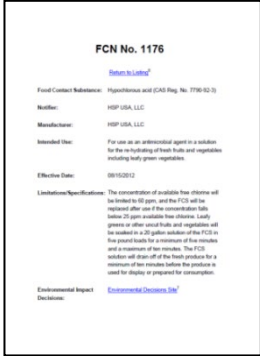 FCN No. 1176
Return to Listing
Food Contact Substance: Hypochlorous acid (CAS Reg. No. 7790-92-3)
Notifier: HSP USA, LLC
Manufacturer: HSP USA, LLC
Intended Use: For use as an antimicrobial agent in a solution
for the re-hydrating of fresh fruits and vegetables
including leafy green vegetables.
Effective Date: 08/15/2012
Limitations/Specifications: The concentration of available free chlorine will
be limited to 60 ppm, and the FCS will be
replaced after use if the concentration falls
below 25 ppm available free chlorine. Leafy
greens or other uncut fruits and vegetables will
be soaked in a 20 gallon solution of the FCS in
five pound loads for a minimum of five minutes
and a maximum of ten minutes. The FCS
solution will drain off of the fresh produce for a
minimum of ten minutes before the produce is
used for display or prepared for consumption.
Environmental Impact Environmental Decisions Site
Decisions: